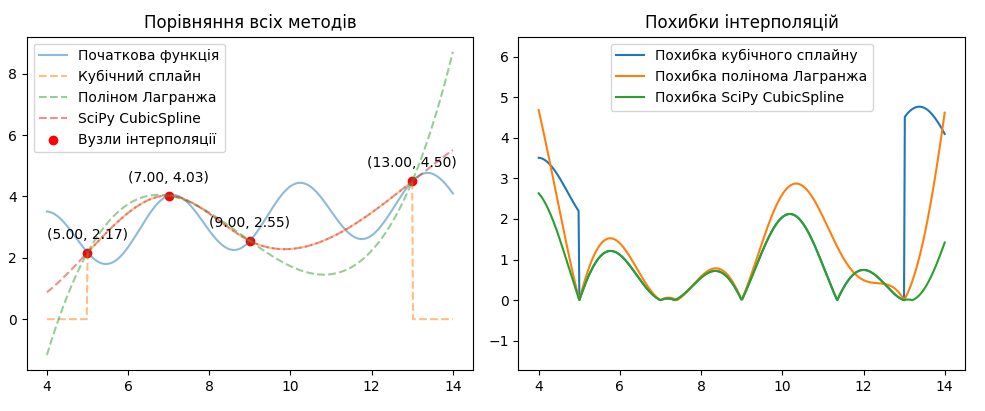 Порівняння всіх методів
Початкова функція
Кубічний сплайн
Поліном Лагранжа
SciPy CubicSpline
Вузли інтерполяції
(5.00, 2.17)
(7.00, 4.03)
(9.00, 2.55)
(13.00, 4.50)
8
6
4
2
0
4
6
8
10
12
14
Похибки інтерполяцій
Похибка кубічного сплайну
Похибка полінома Лагранжа
Похибка SciPy CubicSpline
6
5
4
3
2
1
0
−1
4
6
8
10
12
14